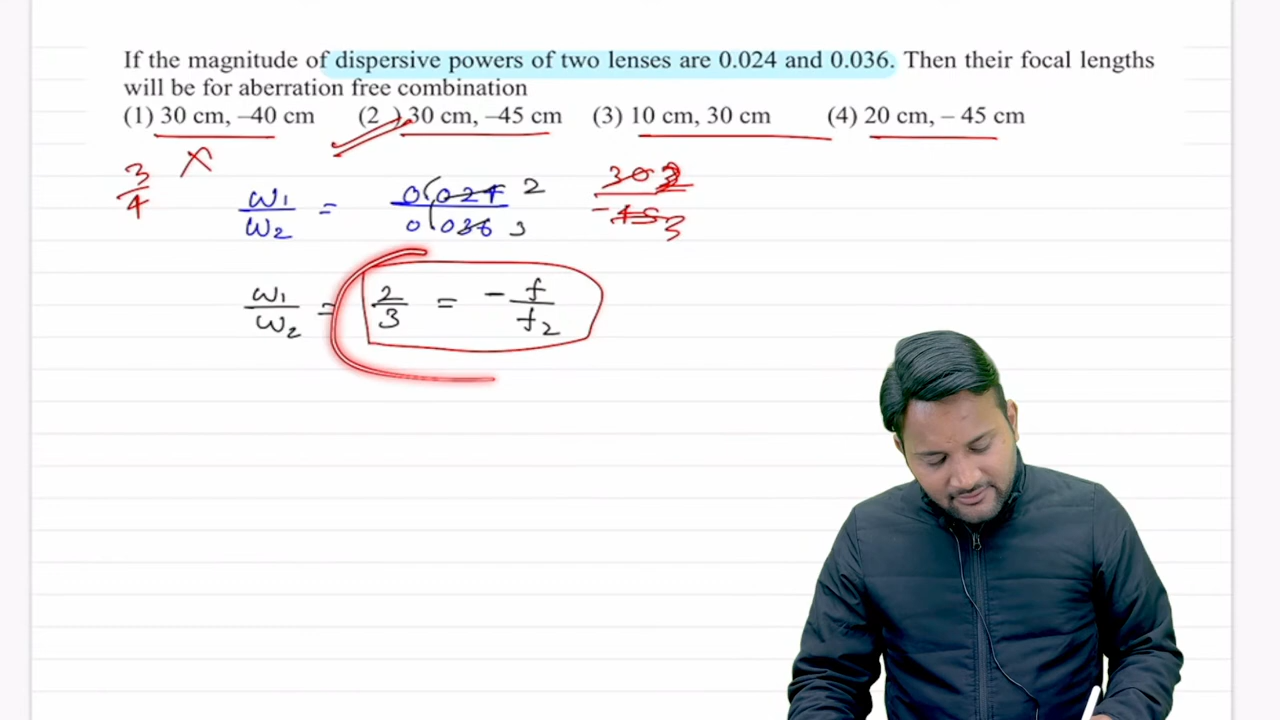 If the magnitude of dispersive powers of two lenses are 0.024 and 0.036. Then their focal lengths
will be for aberration free combination
(1) 30 cm, –40 cm (2 ) 30 cm, –45 cm (3) 10 cm, 30 cm (4) 20 cm, – 45 cm
3/4 ω1/ω2 = 0.024/0.036 2/3 30/-45 2/3
ω1/ω2 = 2/3 = - f/f2